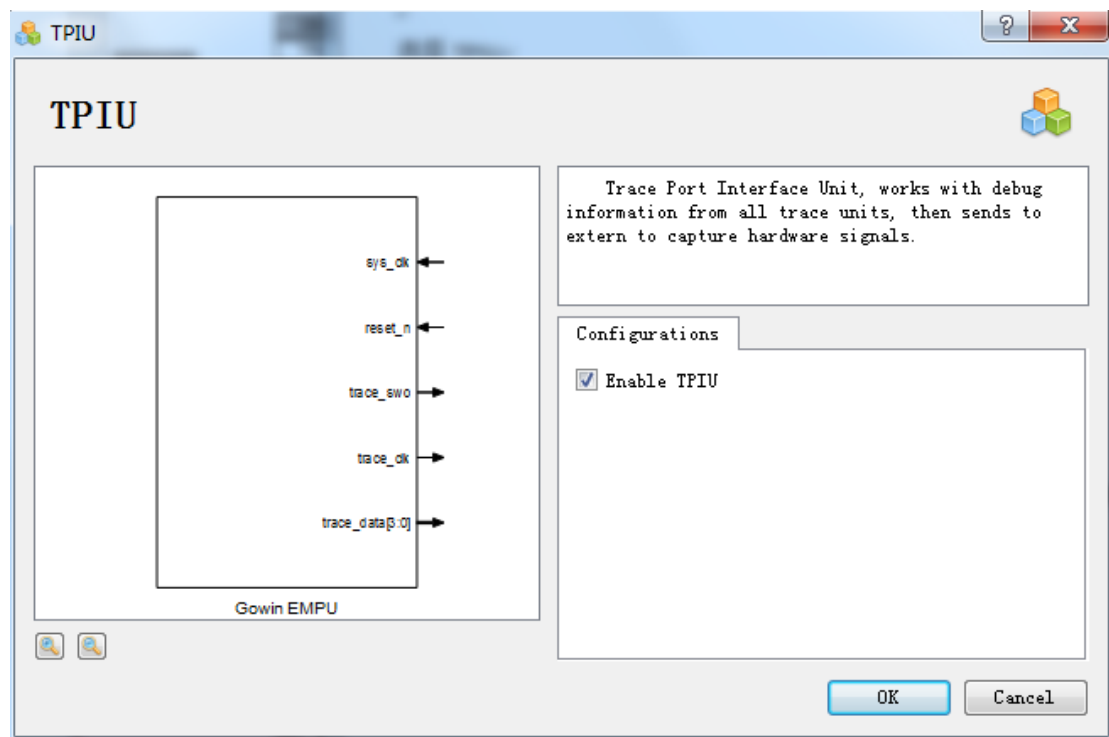 TPIU
TPIU
sys_clk
reset_n
trace_swo
trace_clk
trace_data[3:0]
Gowin EMPU
Trace Port Interface Unit, works with debug
information from all trace units, then sends to
extern to capture hardware signals.
Configurations
Enable TPIU
OK
Cancel